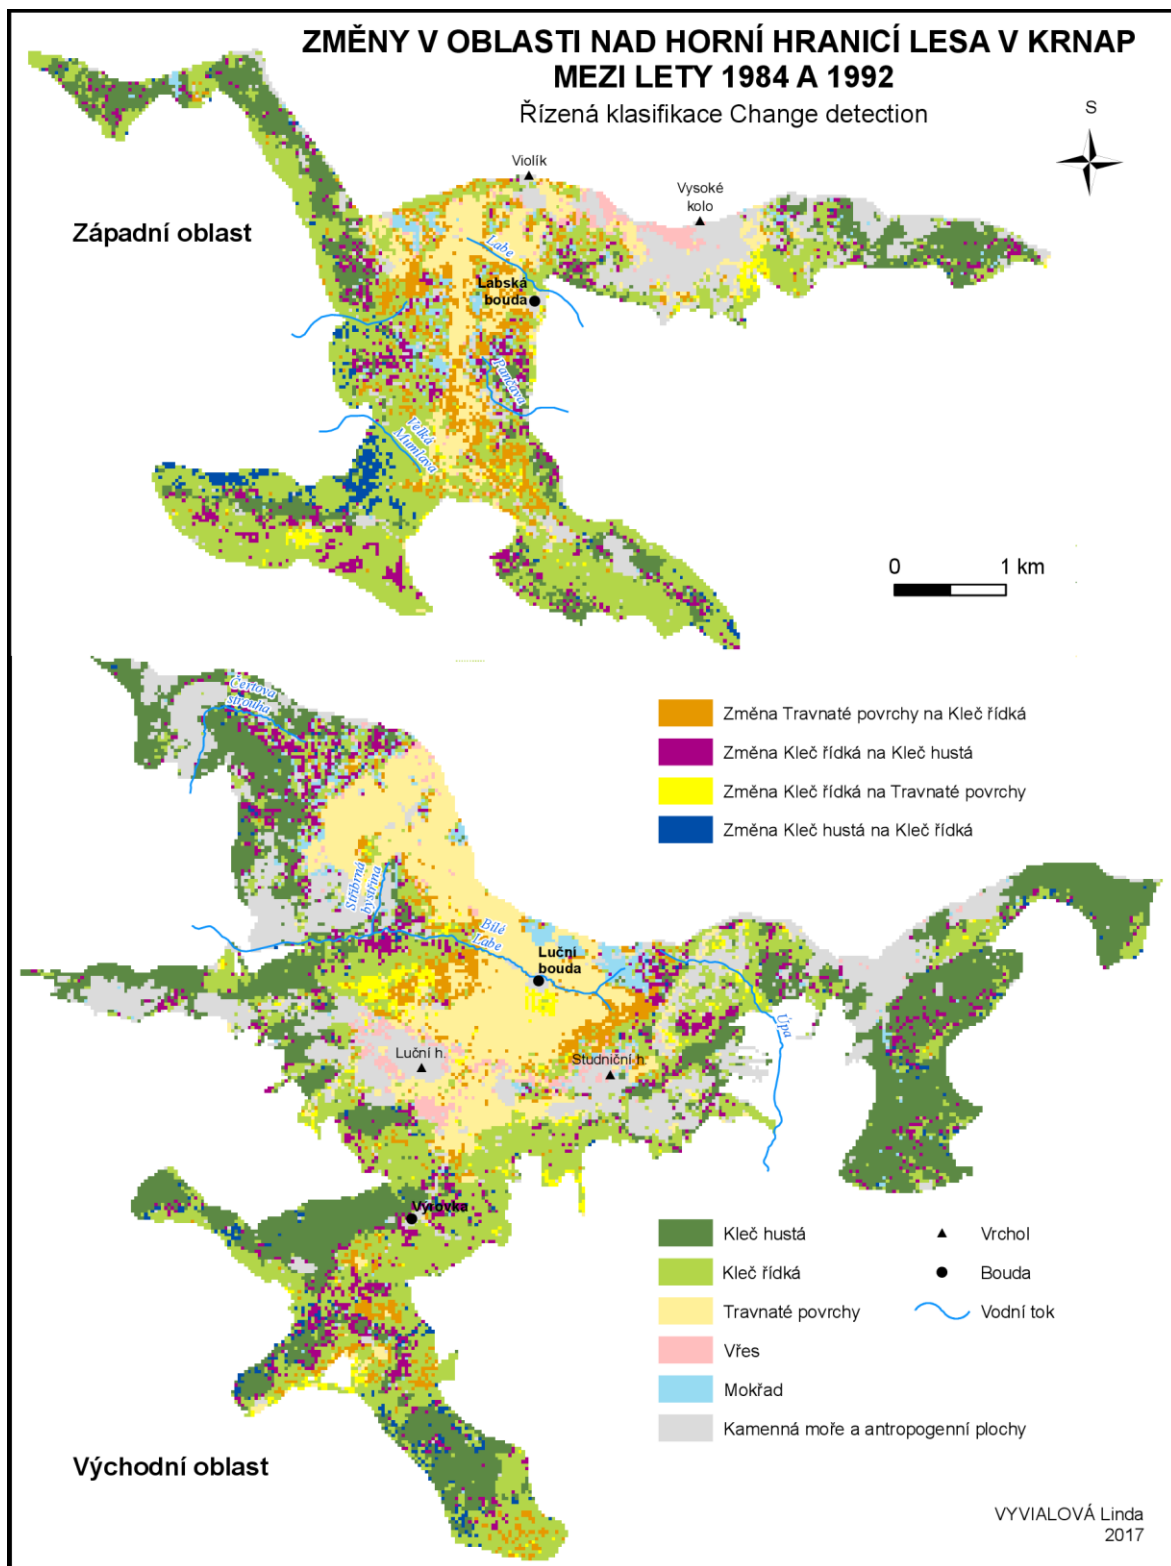 ZMĚNY V OBLASTI NAD HORNÍ HRANICÍ LESA V KRNAP
MEZI LETY 1984 A 1992
Řízená klasifikace Change detection
S
Violík
Vysoké
kolo
Západní oblast
Labe
Labská
bouda
Pančava
Velká
Mumlava
0 1 km
Čertova
strouha
Změna Travnaté povrchy na Kleč řídká
Změna Kleč řídká na Kleč hustá
Změna Kleč řídká na Travnaté povrchy
Změna Kleč hustá na Kleč řídká
Stříbrná
bystřina
Bílé
Labe
Luční
bouda
Úpa
Luční h.
Studniční h.
Výrovka
Kleč hustá
Vrchol
Kleč řídká
Bouda
Travnaté povrchy
Vodní tok
Vřes
Mokřad
Kamenná moře a antropogenní plochy
Východní oblast
VYVIALOVÁ Linda
2017